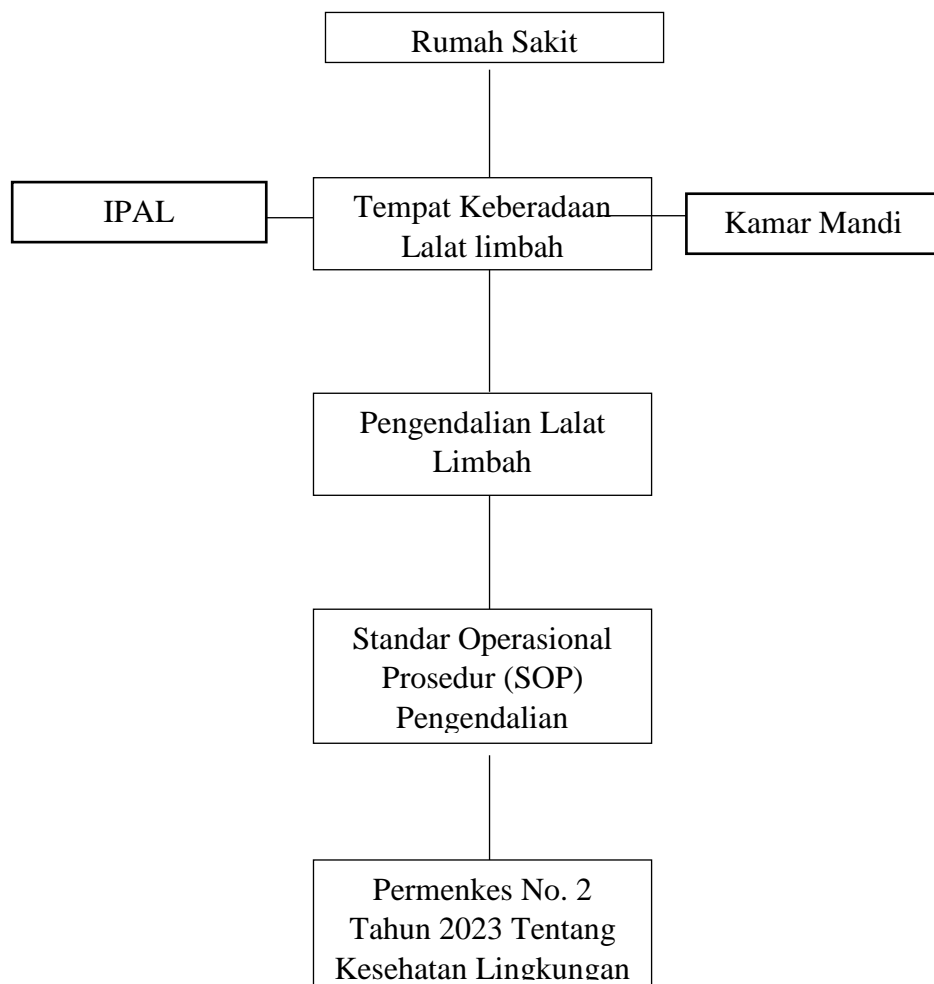 Rumah Sakit
IPAL
Tempat Keberadaan
Lalat limbah
Kamar Mandi
Pengendalian Lalat
Limbah
Standar Operasional
Prosedur (SOP)
Pengendalian
Permenkes No. 2
Tahun 2023 Tentang
Kesehatan Lingkungan